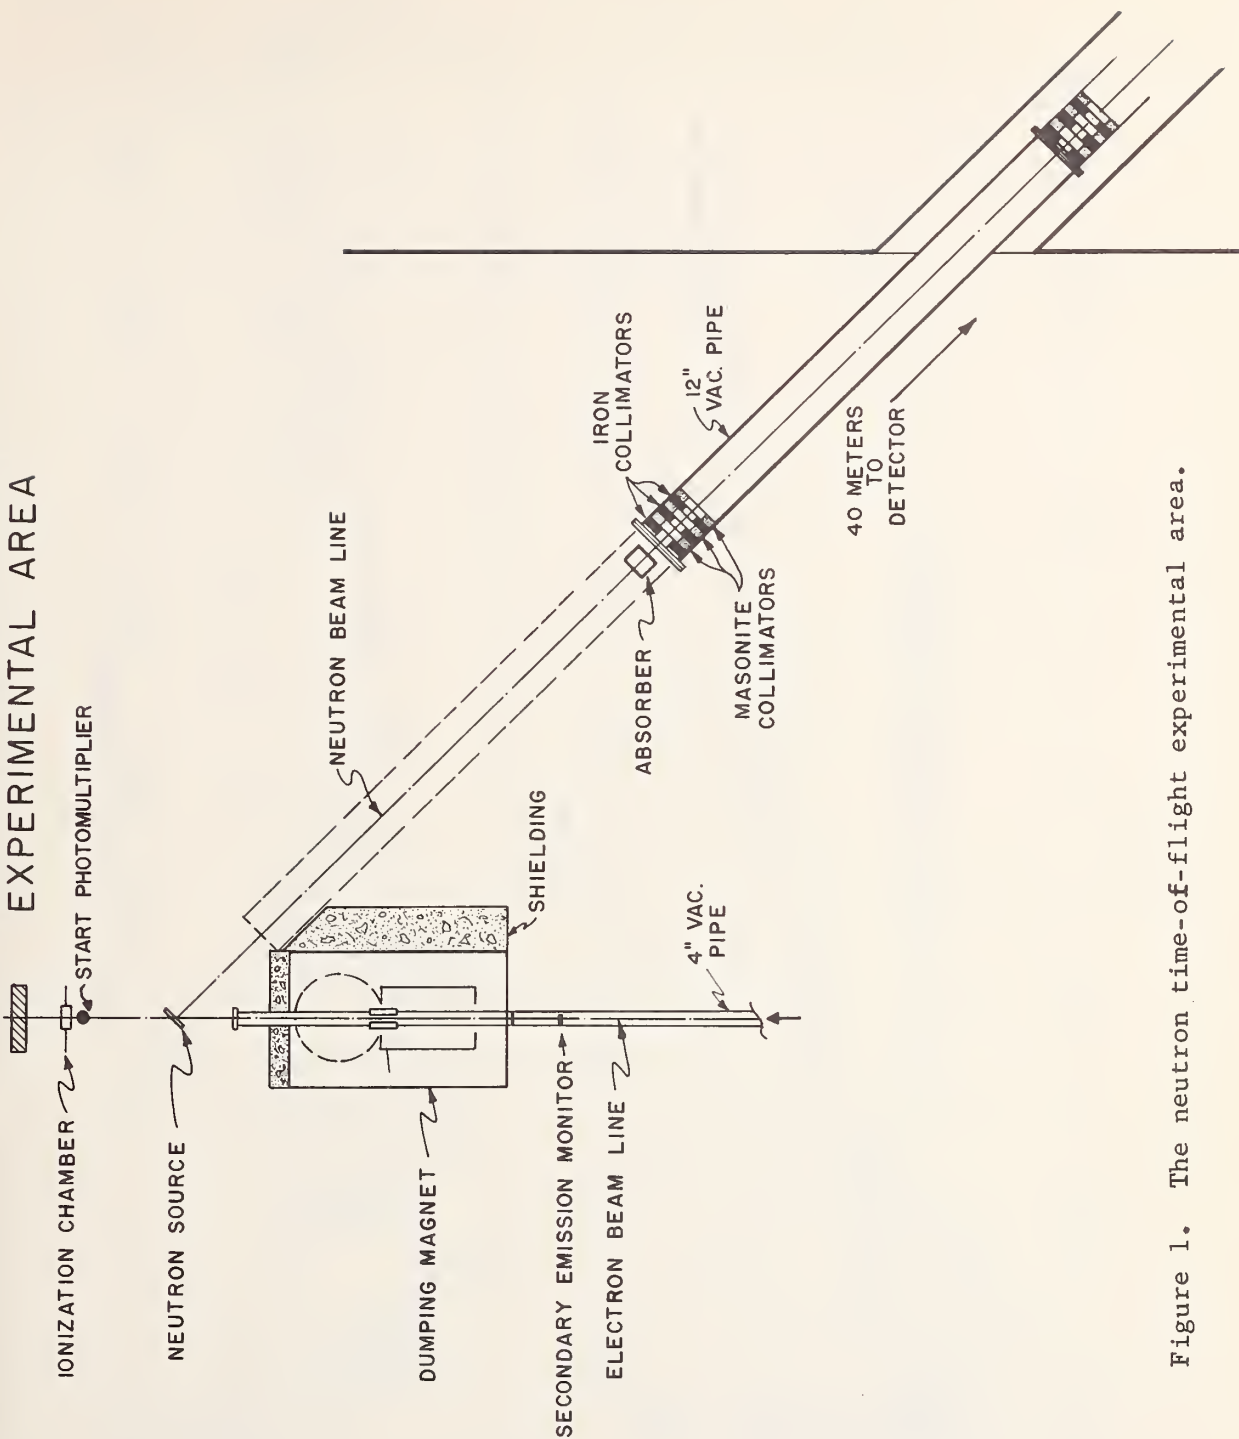 EXPERIMENTAL AREA
IONIZATION CHAMBER
START PHOTOMULTIPLIER
NEUTRON SOURCE
NEUTRON BEAM LINE
DUMPING MAGNET
SHIELDING
SECONDARY EMISSION MONITOR
ELECTRON BEAM LINE
4" VAC.
PIPE
ABSORBER
IRON
COLLIMATORS
MASONITE
COLLIMATORS
12"
VAC. PIPE
40 METERS
TO
DETECTOR
Figure 1. The neutron time-of-flight experimental area.